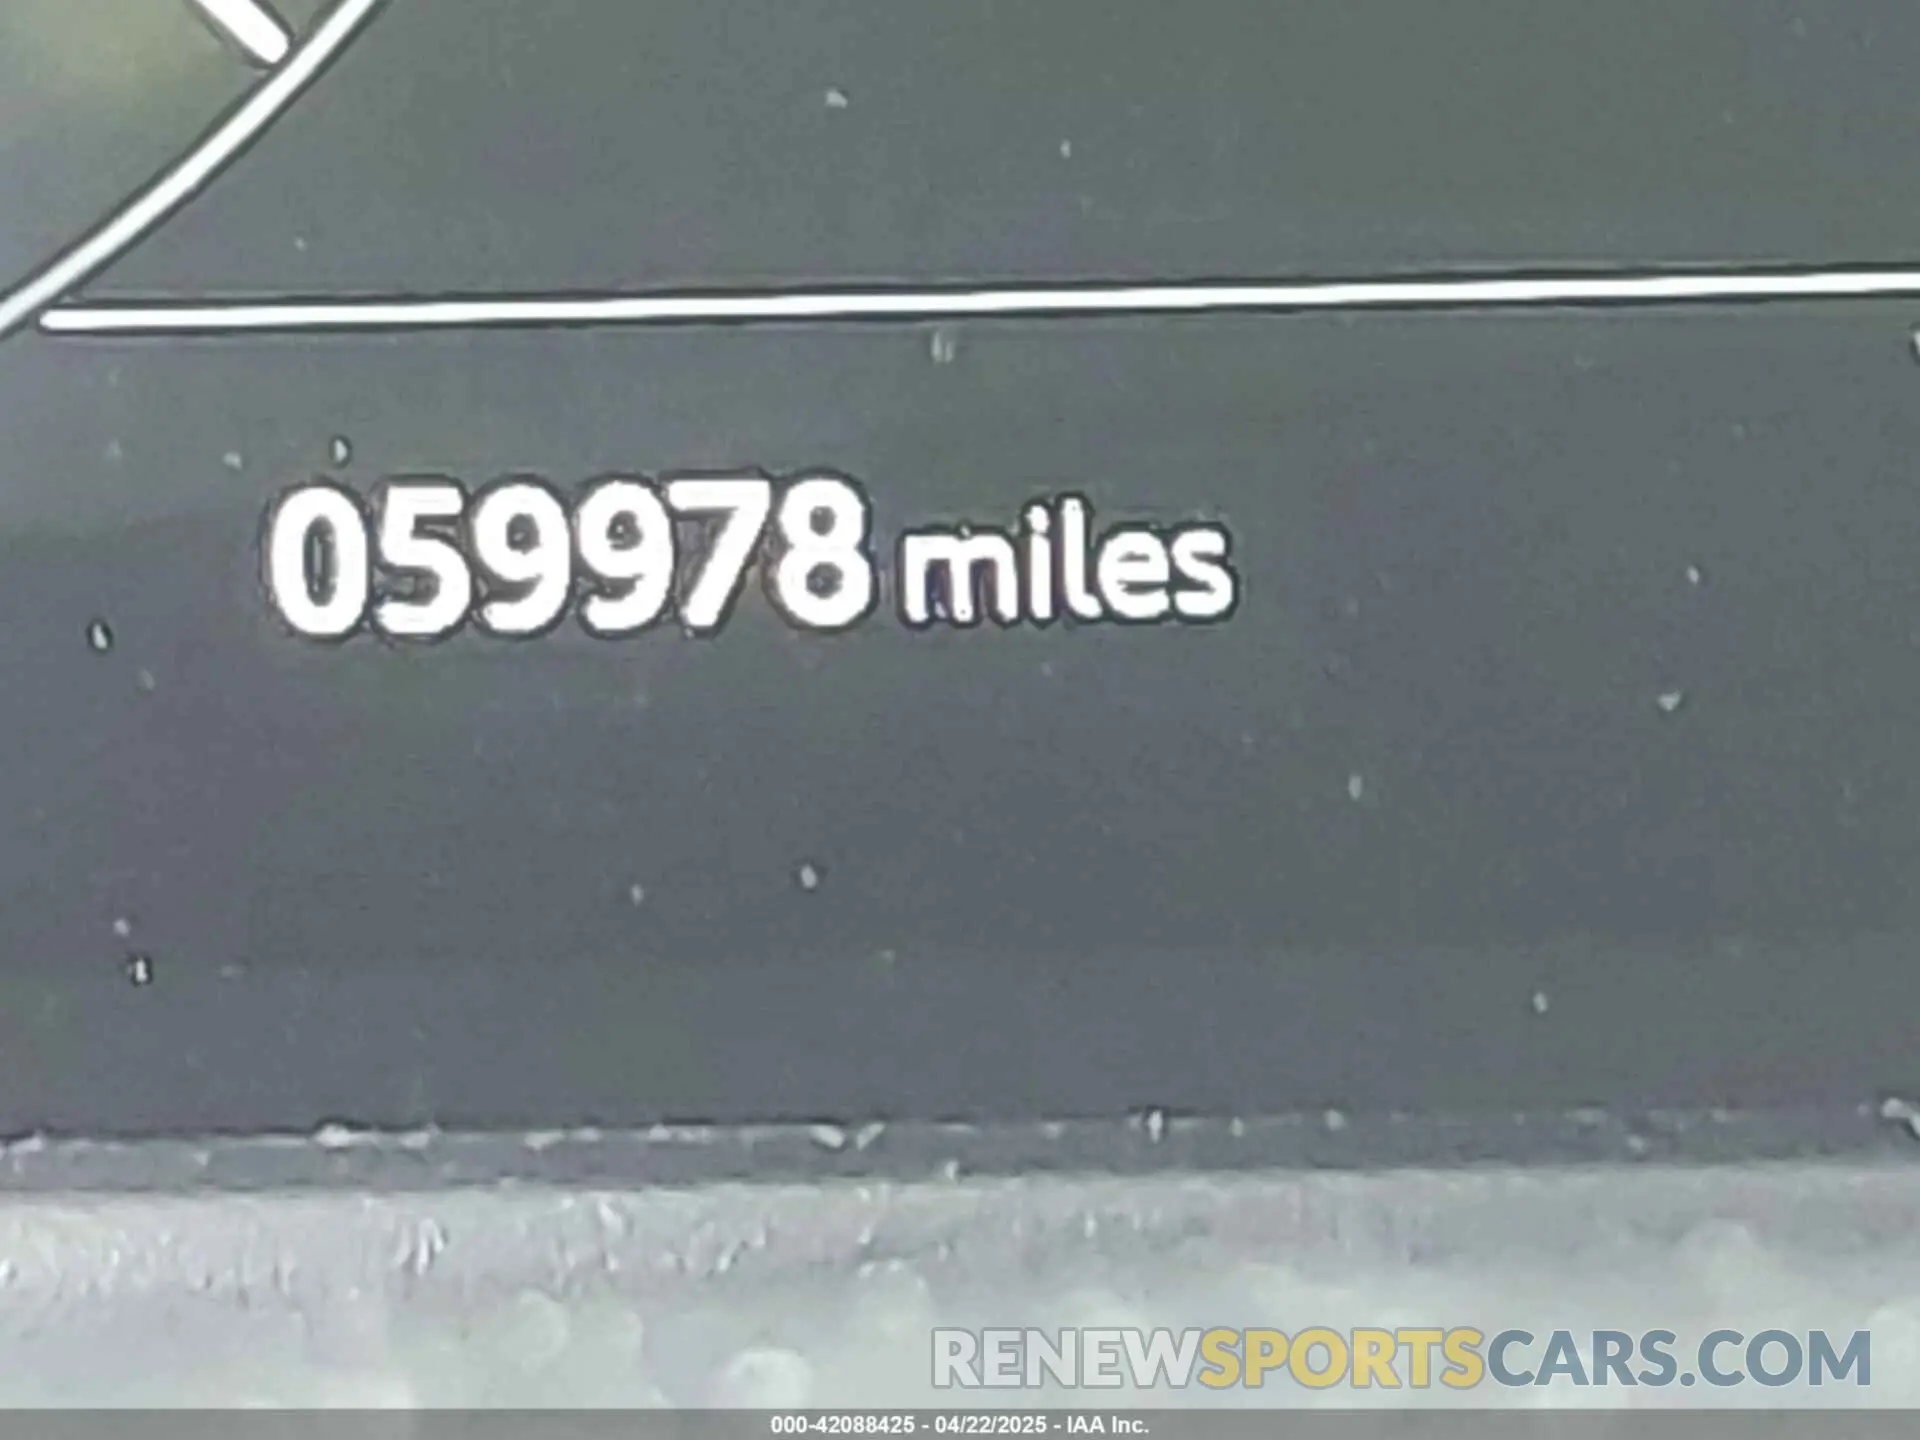 059978 miles
RENEWSPORTSCARS.COM
000-42088425 - 04/22/2025 - IAA Inc.